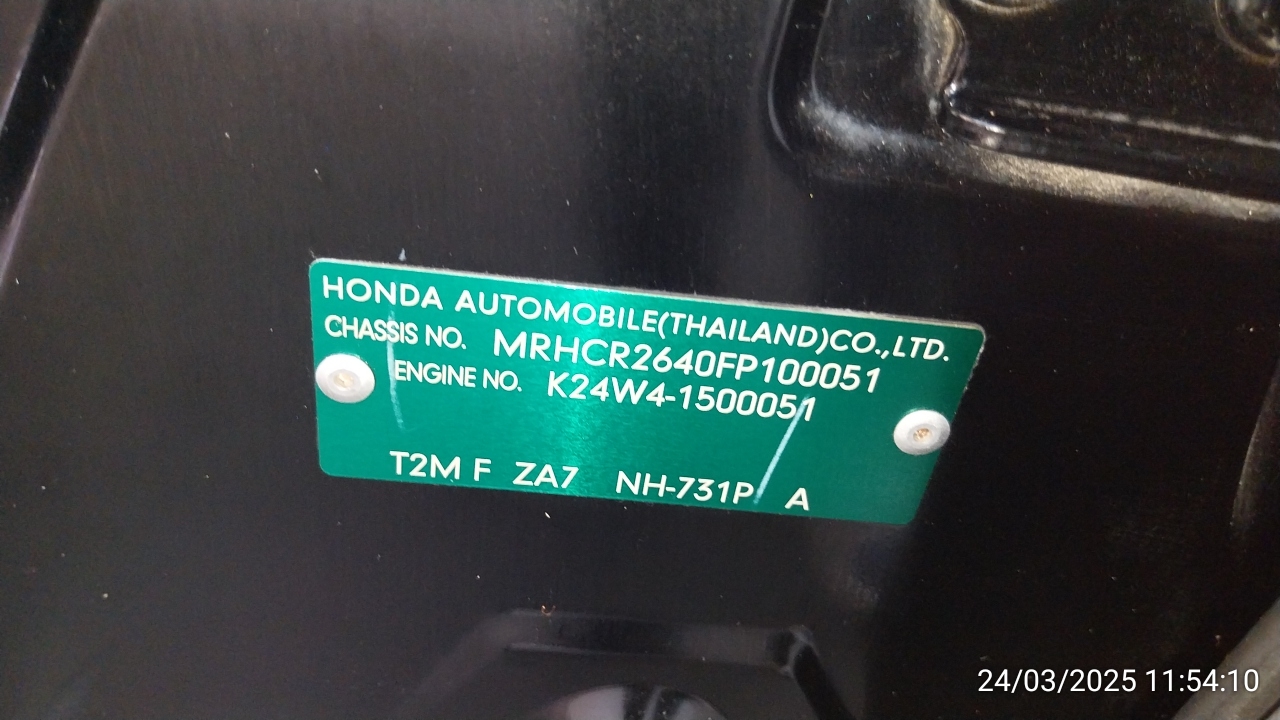 HONDA AUTOMOBILE(THAILAND)CO.,LTD.
CHASSIS NO. MRHCR2640FP100051
ENGINE NO. K24W4-1500051
T2M F ZA7 NH-731P A
24/03/2025 11:54:10